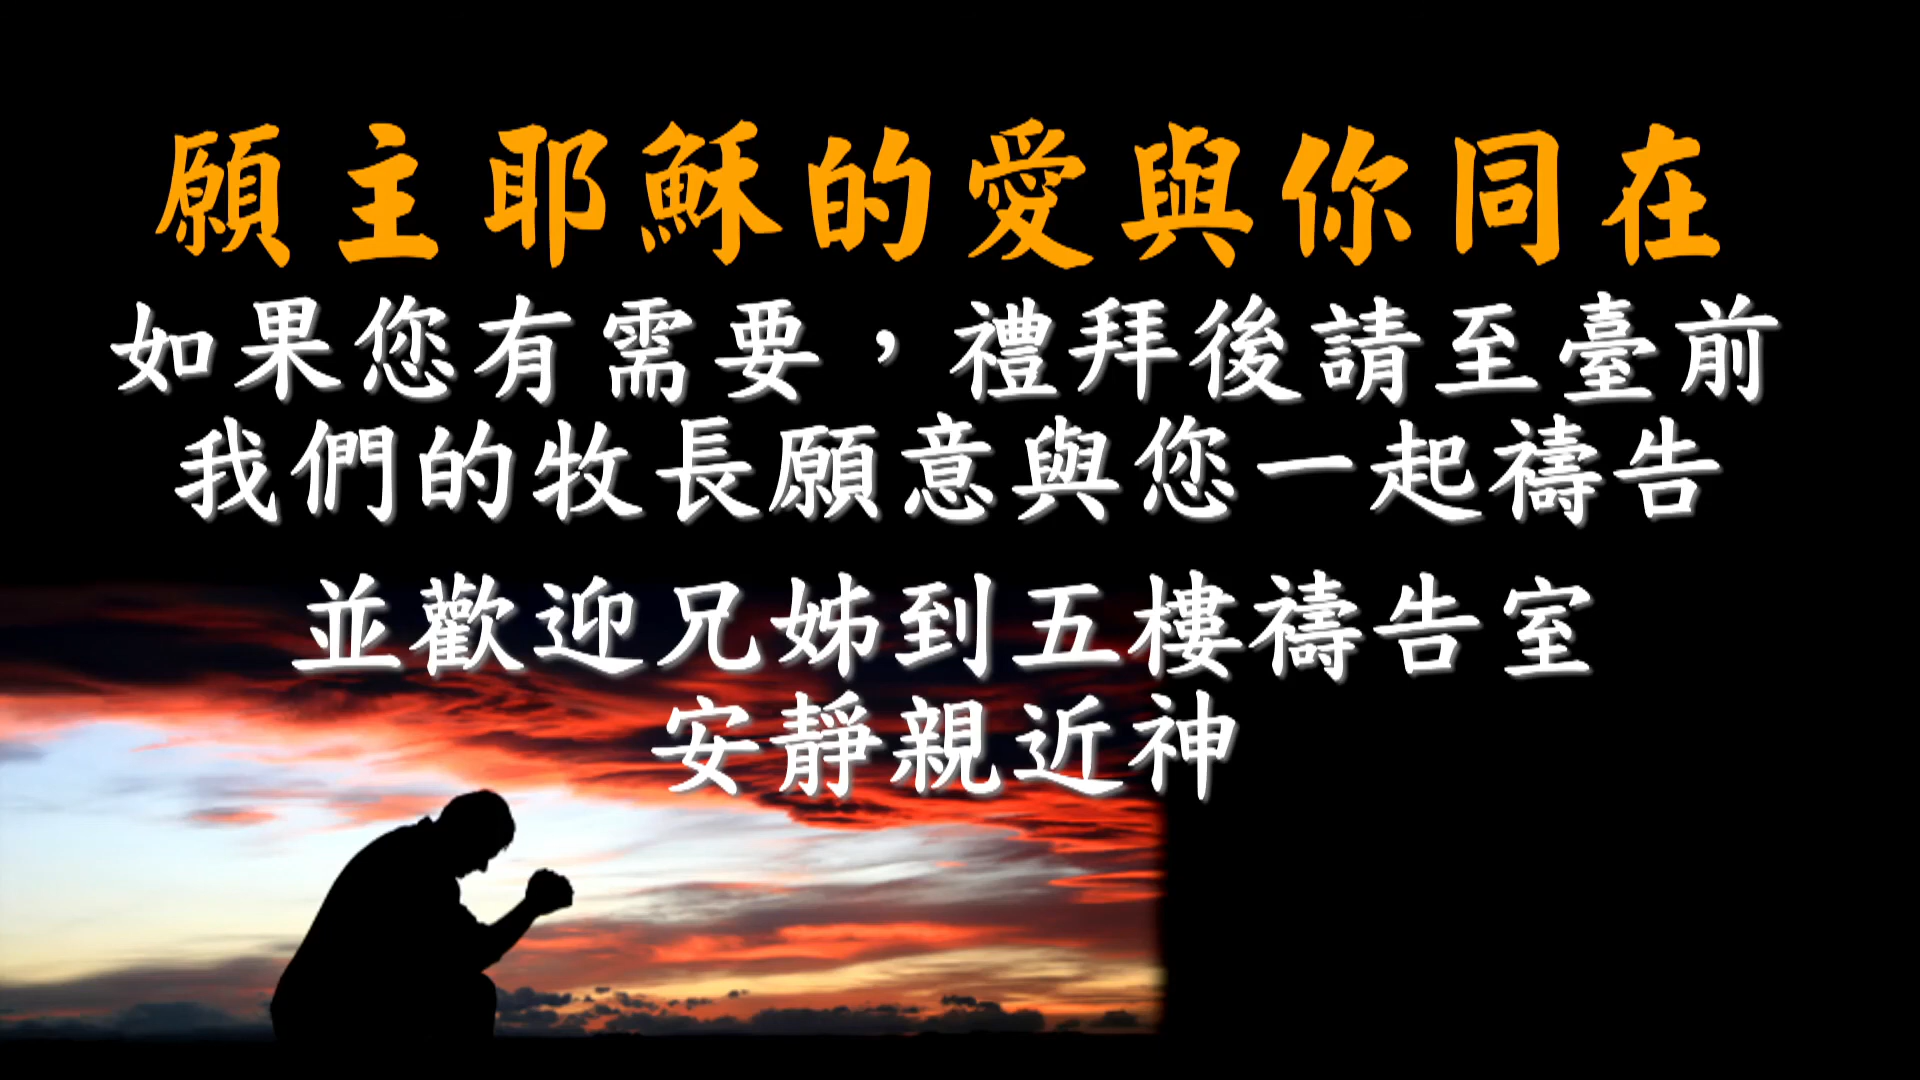 願主耶穌的愛與你同在
如果您有需要，禮拜後請至臺前
我們的牧長願意與您一起禱告
並歡迎兄姊到五樓禱告室
安靜親近神